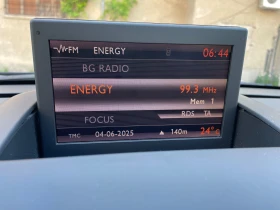 FM ENERGY 06:44
BG RADIO
ENERGY 99.3 MHz
Mem 1
FOCUS RDS TA
TMC 04-06-2025 140m 24°